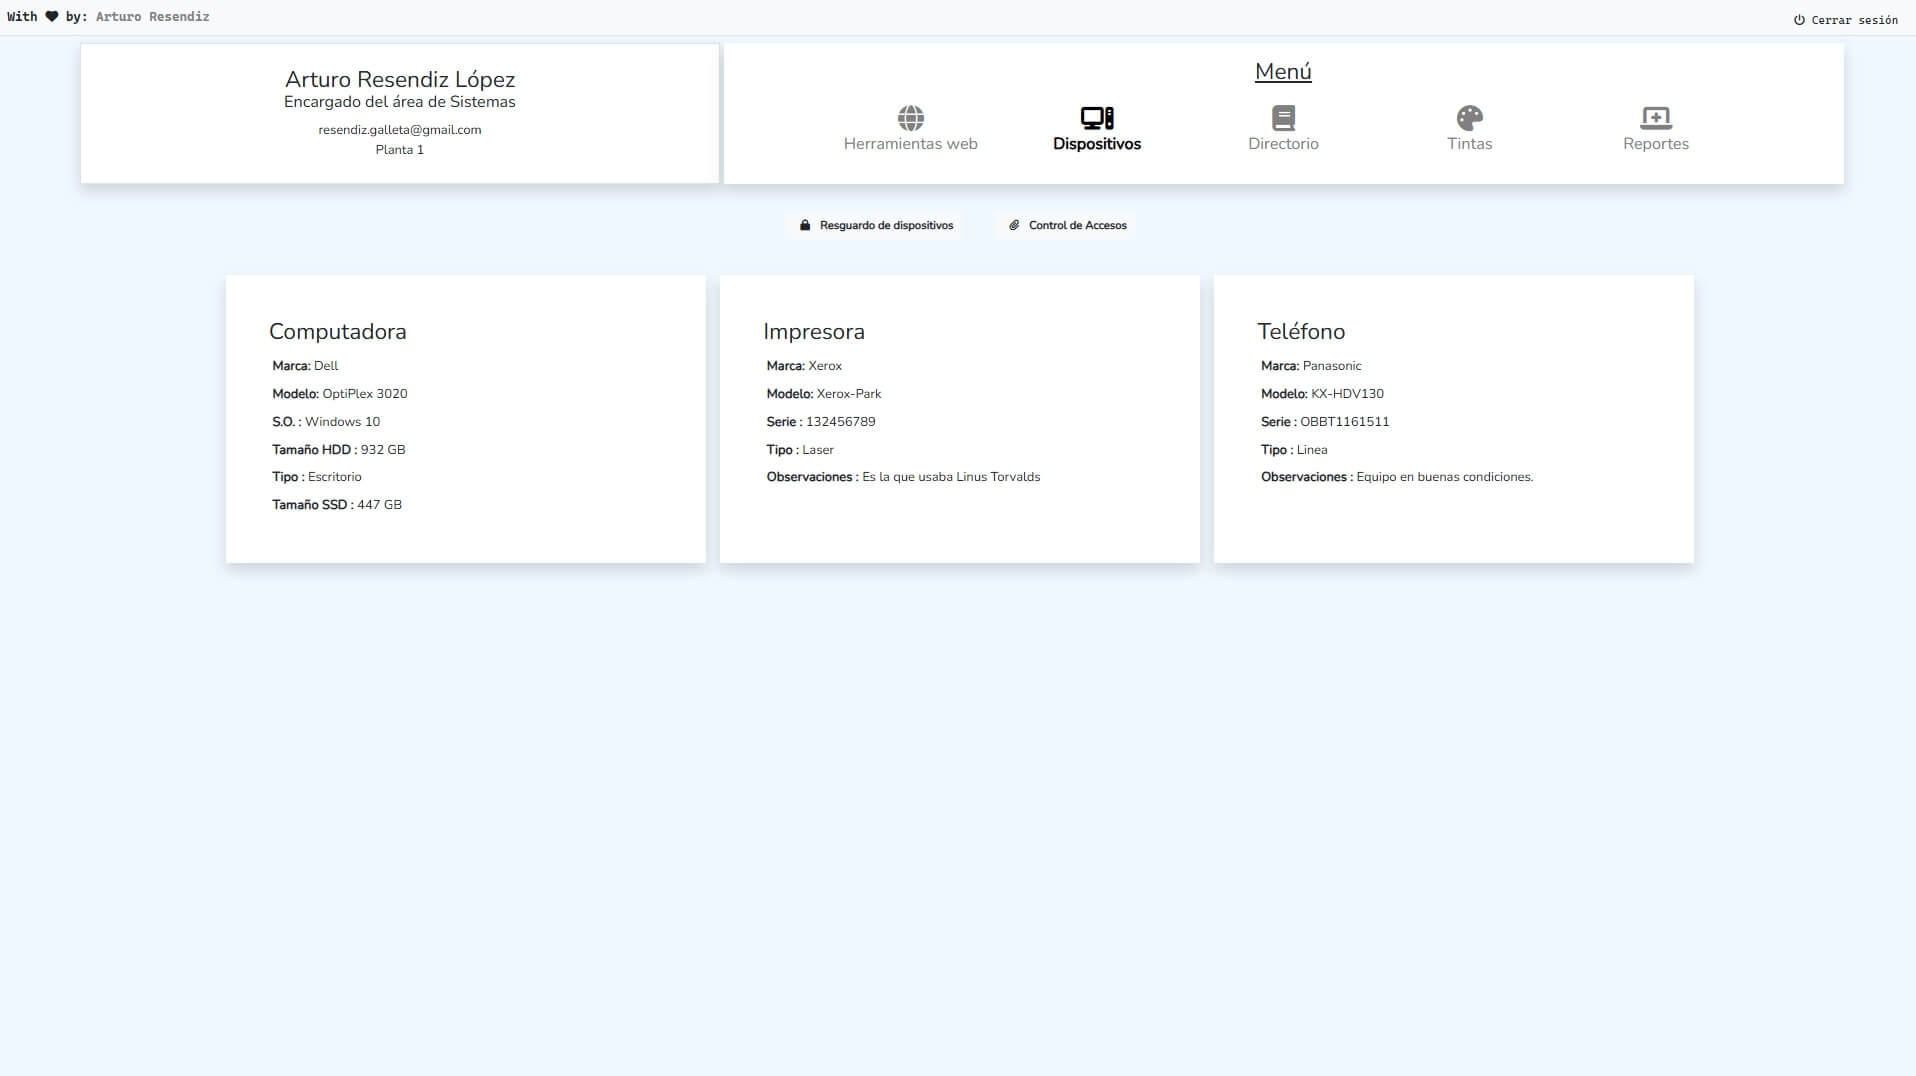 With ♥ by: Arturo Resendiz
Cerrar sesión
Arturo Resendiz López
Encargado del área de Sistemas
resendiz.galleta@gmail.com
Planta 1
Menú
Herramientas web
Dispositivos
Directorio
Tintas
Reportes
Resguardo de dispositivos
Control de Accesos
Computadora
Marca: Dell
Modelo: OptiPlex 3020
S.O. : Windows 10
Tamaño HDD : 932 GB
Tipo : Escritorio
Tamaño SSD : 447 GB
Impresora
Marca: Xerox
Modelo: Xerox-Park
Serie : 132456789
Tipo : Laser
Observaciones : Es la que usaba Linus Torvalds
Teléfono
Marca: Panasonic
Modelo: KX-HDV130
Serie : OBBT1161511
Tipo : Linea
Observaciones : Equipo en buenas condiciones.